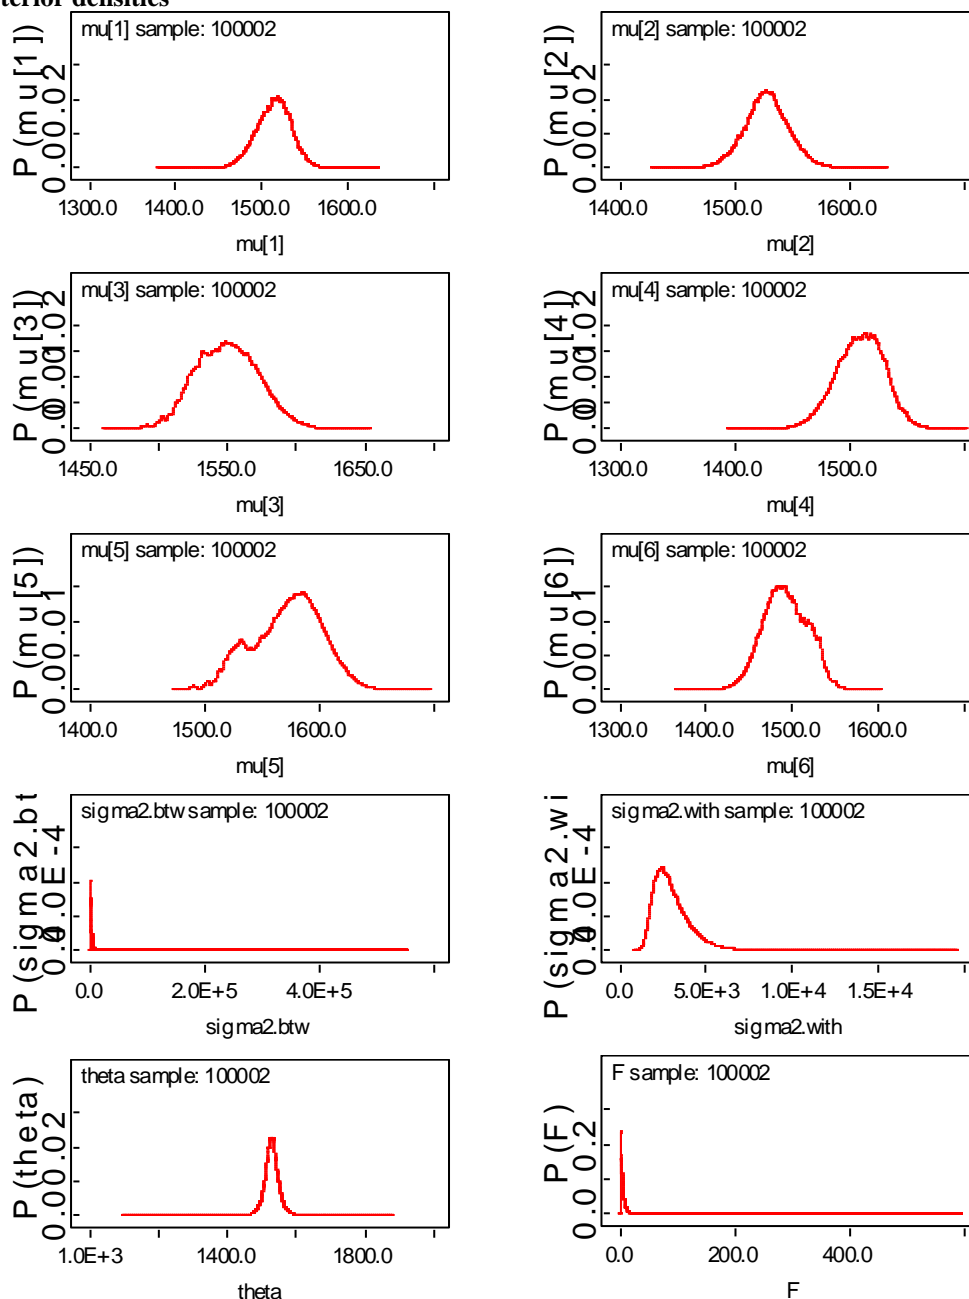 terior densities
mu[1] sample: 100002
mu[2] sample: 100002
P(mu[1])
0.0 0.02
P(mu[2])
0.0 0.02
1300.0 1400.0 1500.0 1600.0
1400.0 1500.0 1600.0
mu[1]
mu[2]
mu[3] sample: 100002
mu[4] sample: 100002
P(mu[3])
P(mu[4])
1450.0 1550.0 1650.0
1300.0 1400.0 1500.0
mu[3]
mu[4]
mu[5] sample: 100002
mu[6] sample: 100002
P(mu[5])
0.0 0.01
P(mu[6])
0.0 0.01
1400.0 1500.0 1600.0
1300.0 1400.0 1500.0 1600.0
mu[5]
mu[6]
sigma2.btw sample: 100002
sigma2.with sample: 100002
P(sigma2.bt
P(sigma2.wi
0.0 2.0E+5 4.0E+5
0.0 5.0E+3 1.0E+4 1.5E+4
sigma2.btw
sigma2.with
theta sample: 100002
F sample: 100002
P(theta)
0.0 0.02
P(F)
0.0 0.2
1.0E+3 1400.0 1800.0
0.0 200.0 400.0
theta
F